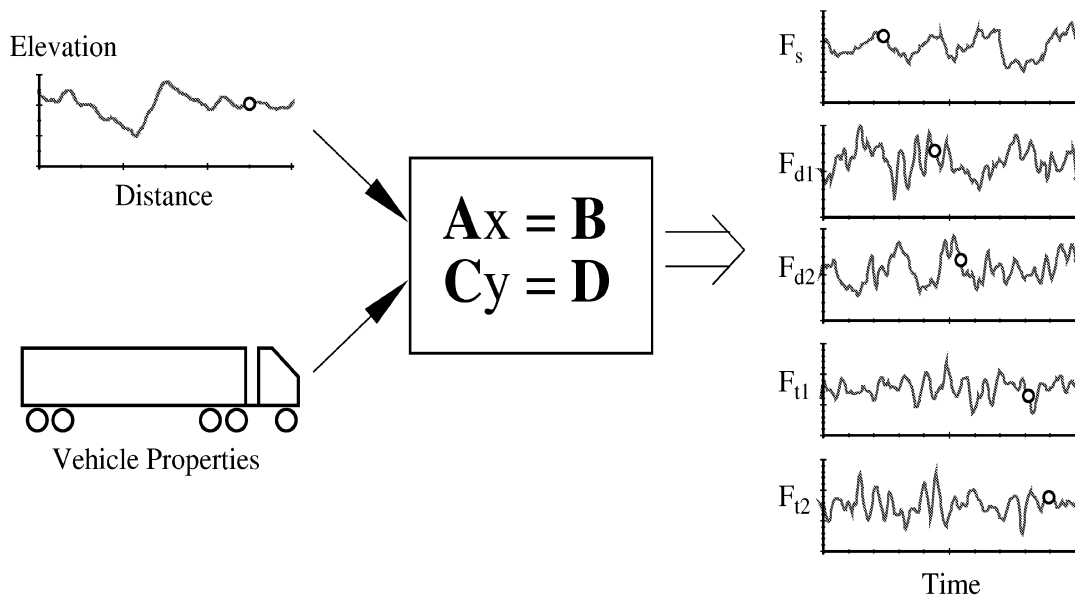 Elevation
Distance
Vehicle Properties
Ax = B
Cy = D
Fs
Fd1
Fd2
Ft1
Ft2
Time